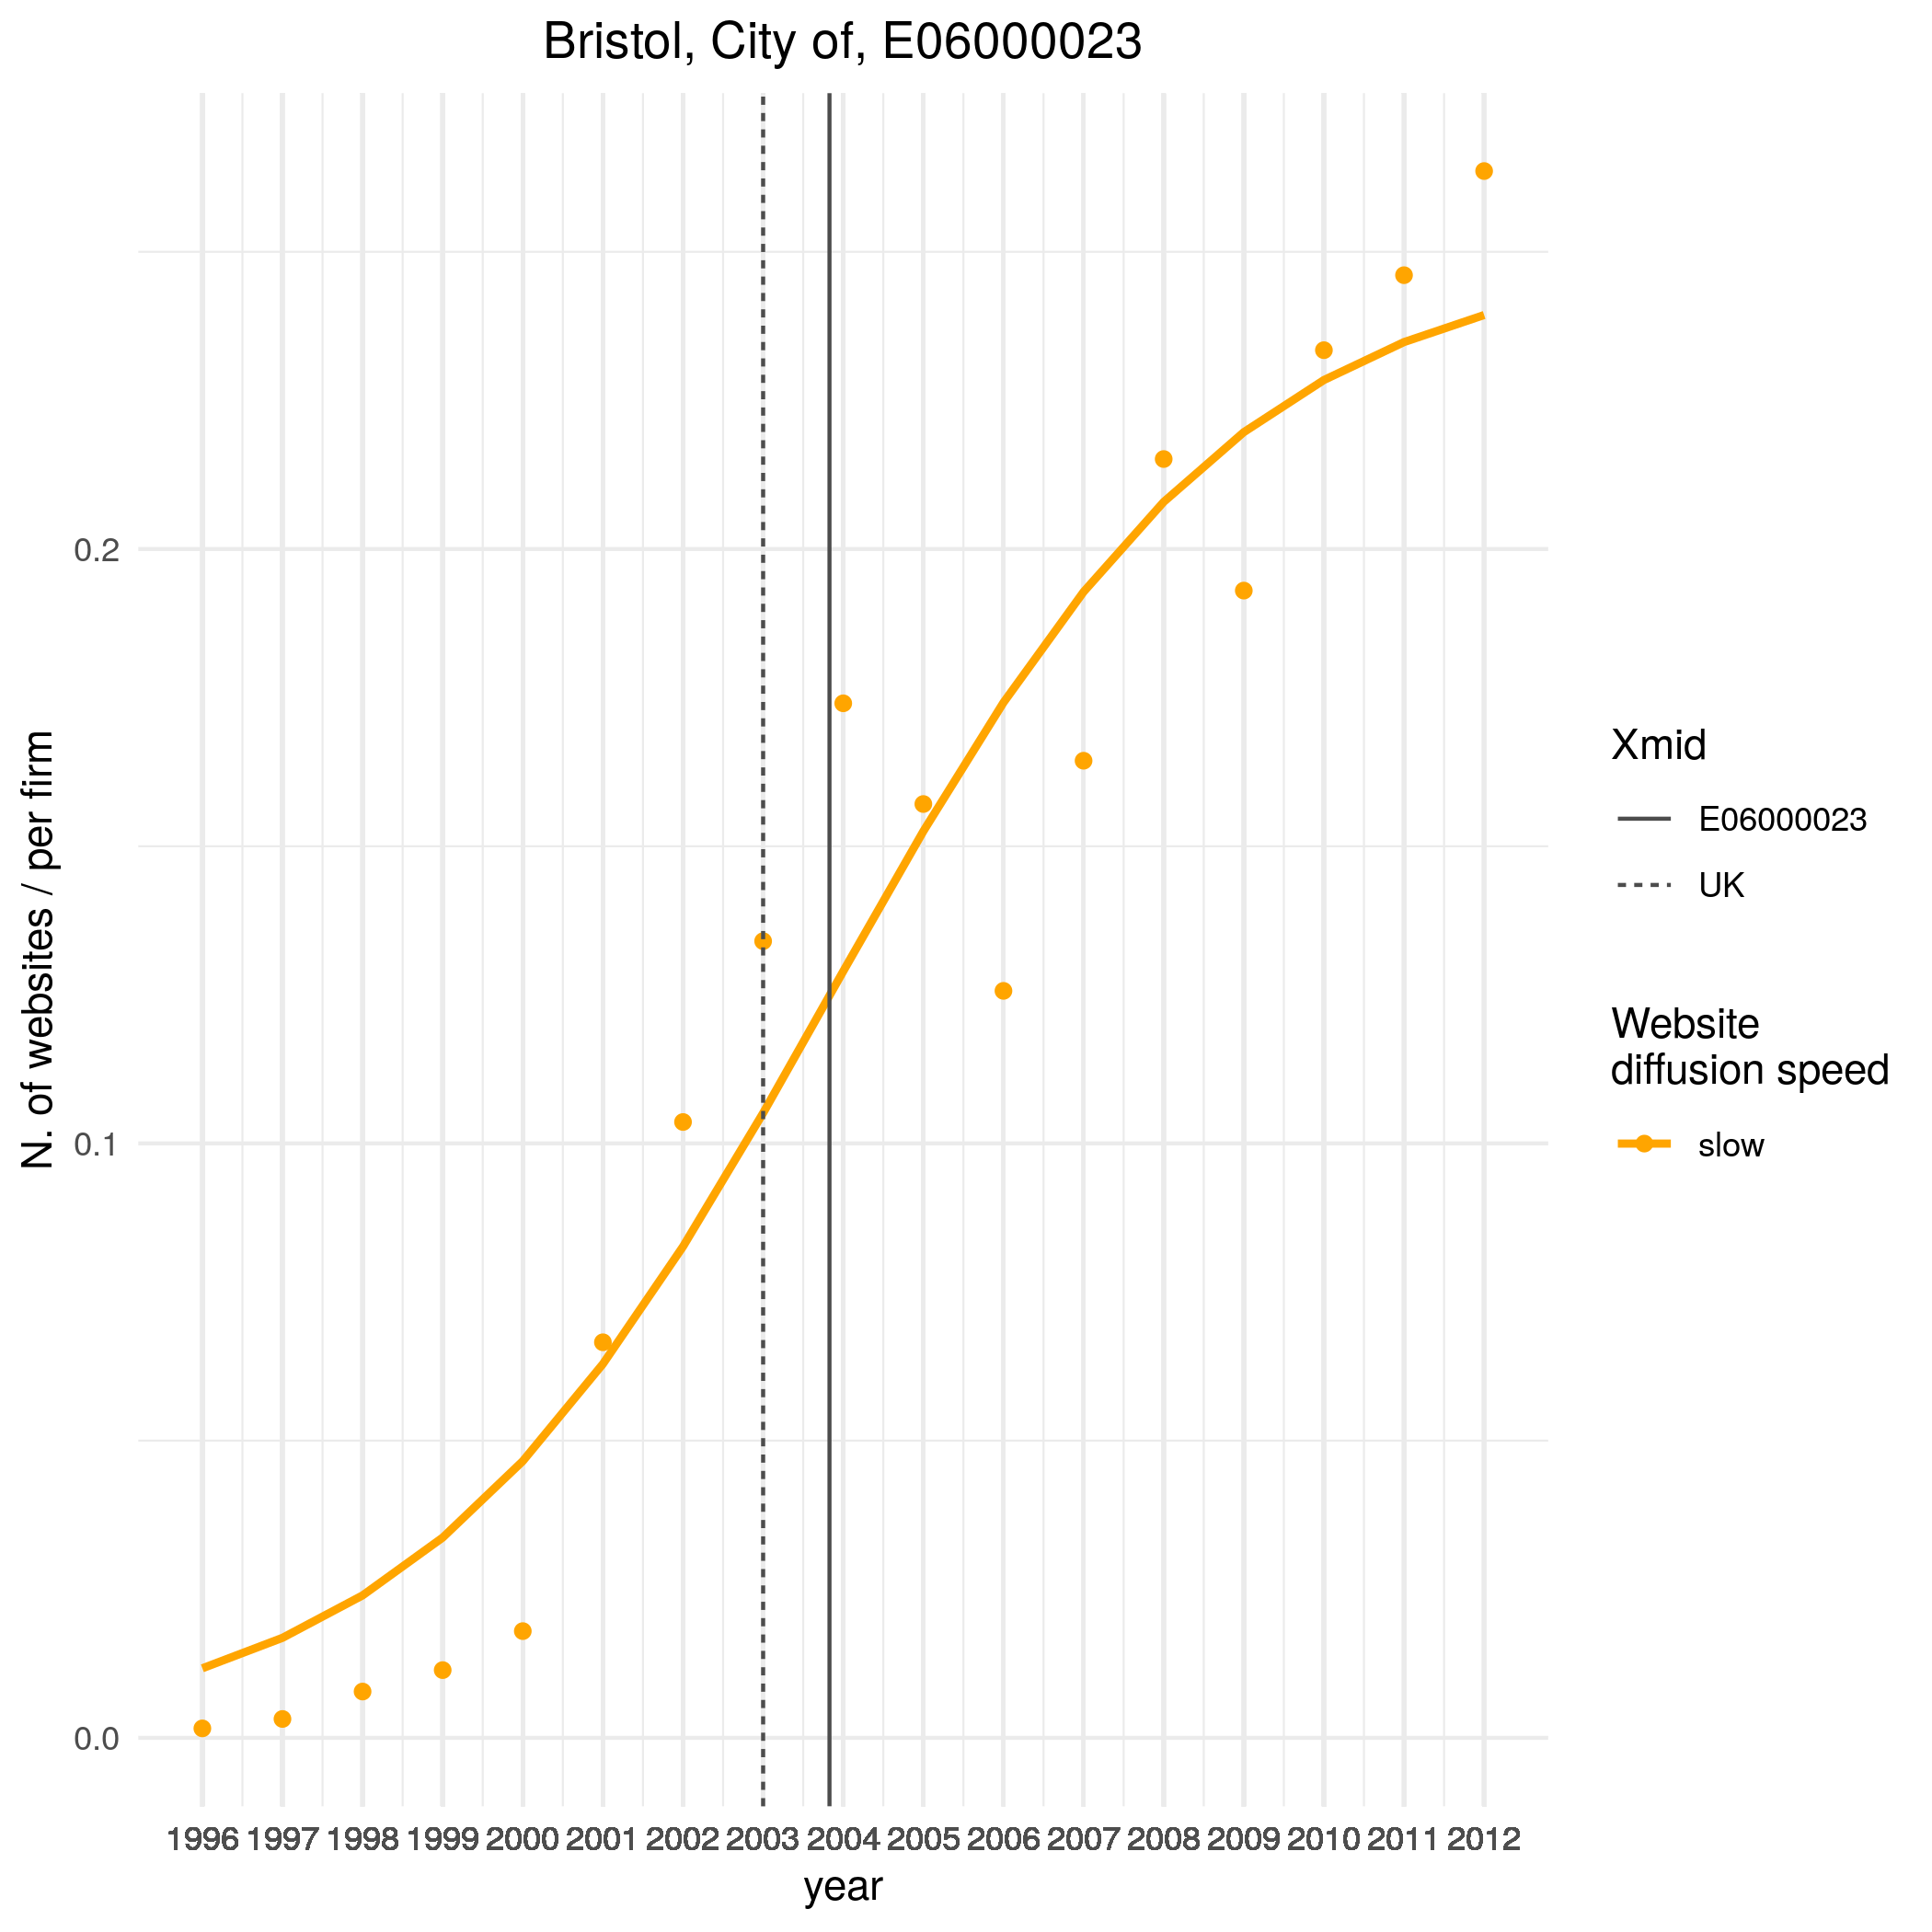 Bristol, City of, E06000023
N. of websites / per firm
0.2
0.1
0.0
1996 1997 1998 1999 2000 2001 2002 2003 2004 2005 2006 2007 2008 2009 2010 2011 2012
year
Xmid
E06000023
UK
Website
diffusion speed
slow